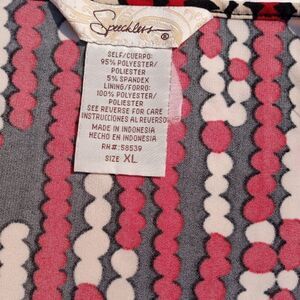 Speechless ®
SELF/CUERPO:
95% POLYESTER/
POLIESTER
5% SPANDEX
LINING/FORRO:
100% POLYESTER/
POLIESTER
SEE REVERSE FOR CARE
INSTRUCCIONES AL REVERSO
MADE IN INDONESIA
HECHO EN INDONESIA
RN#: 58539
SIZE XL